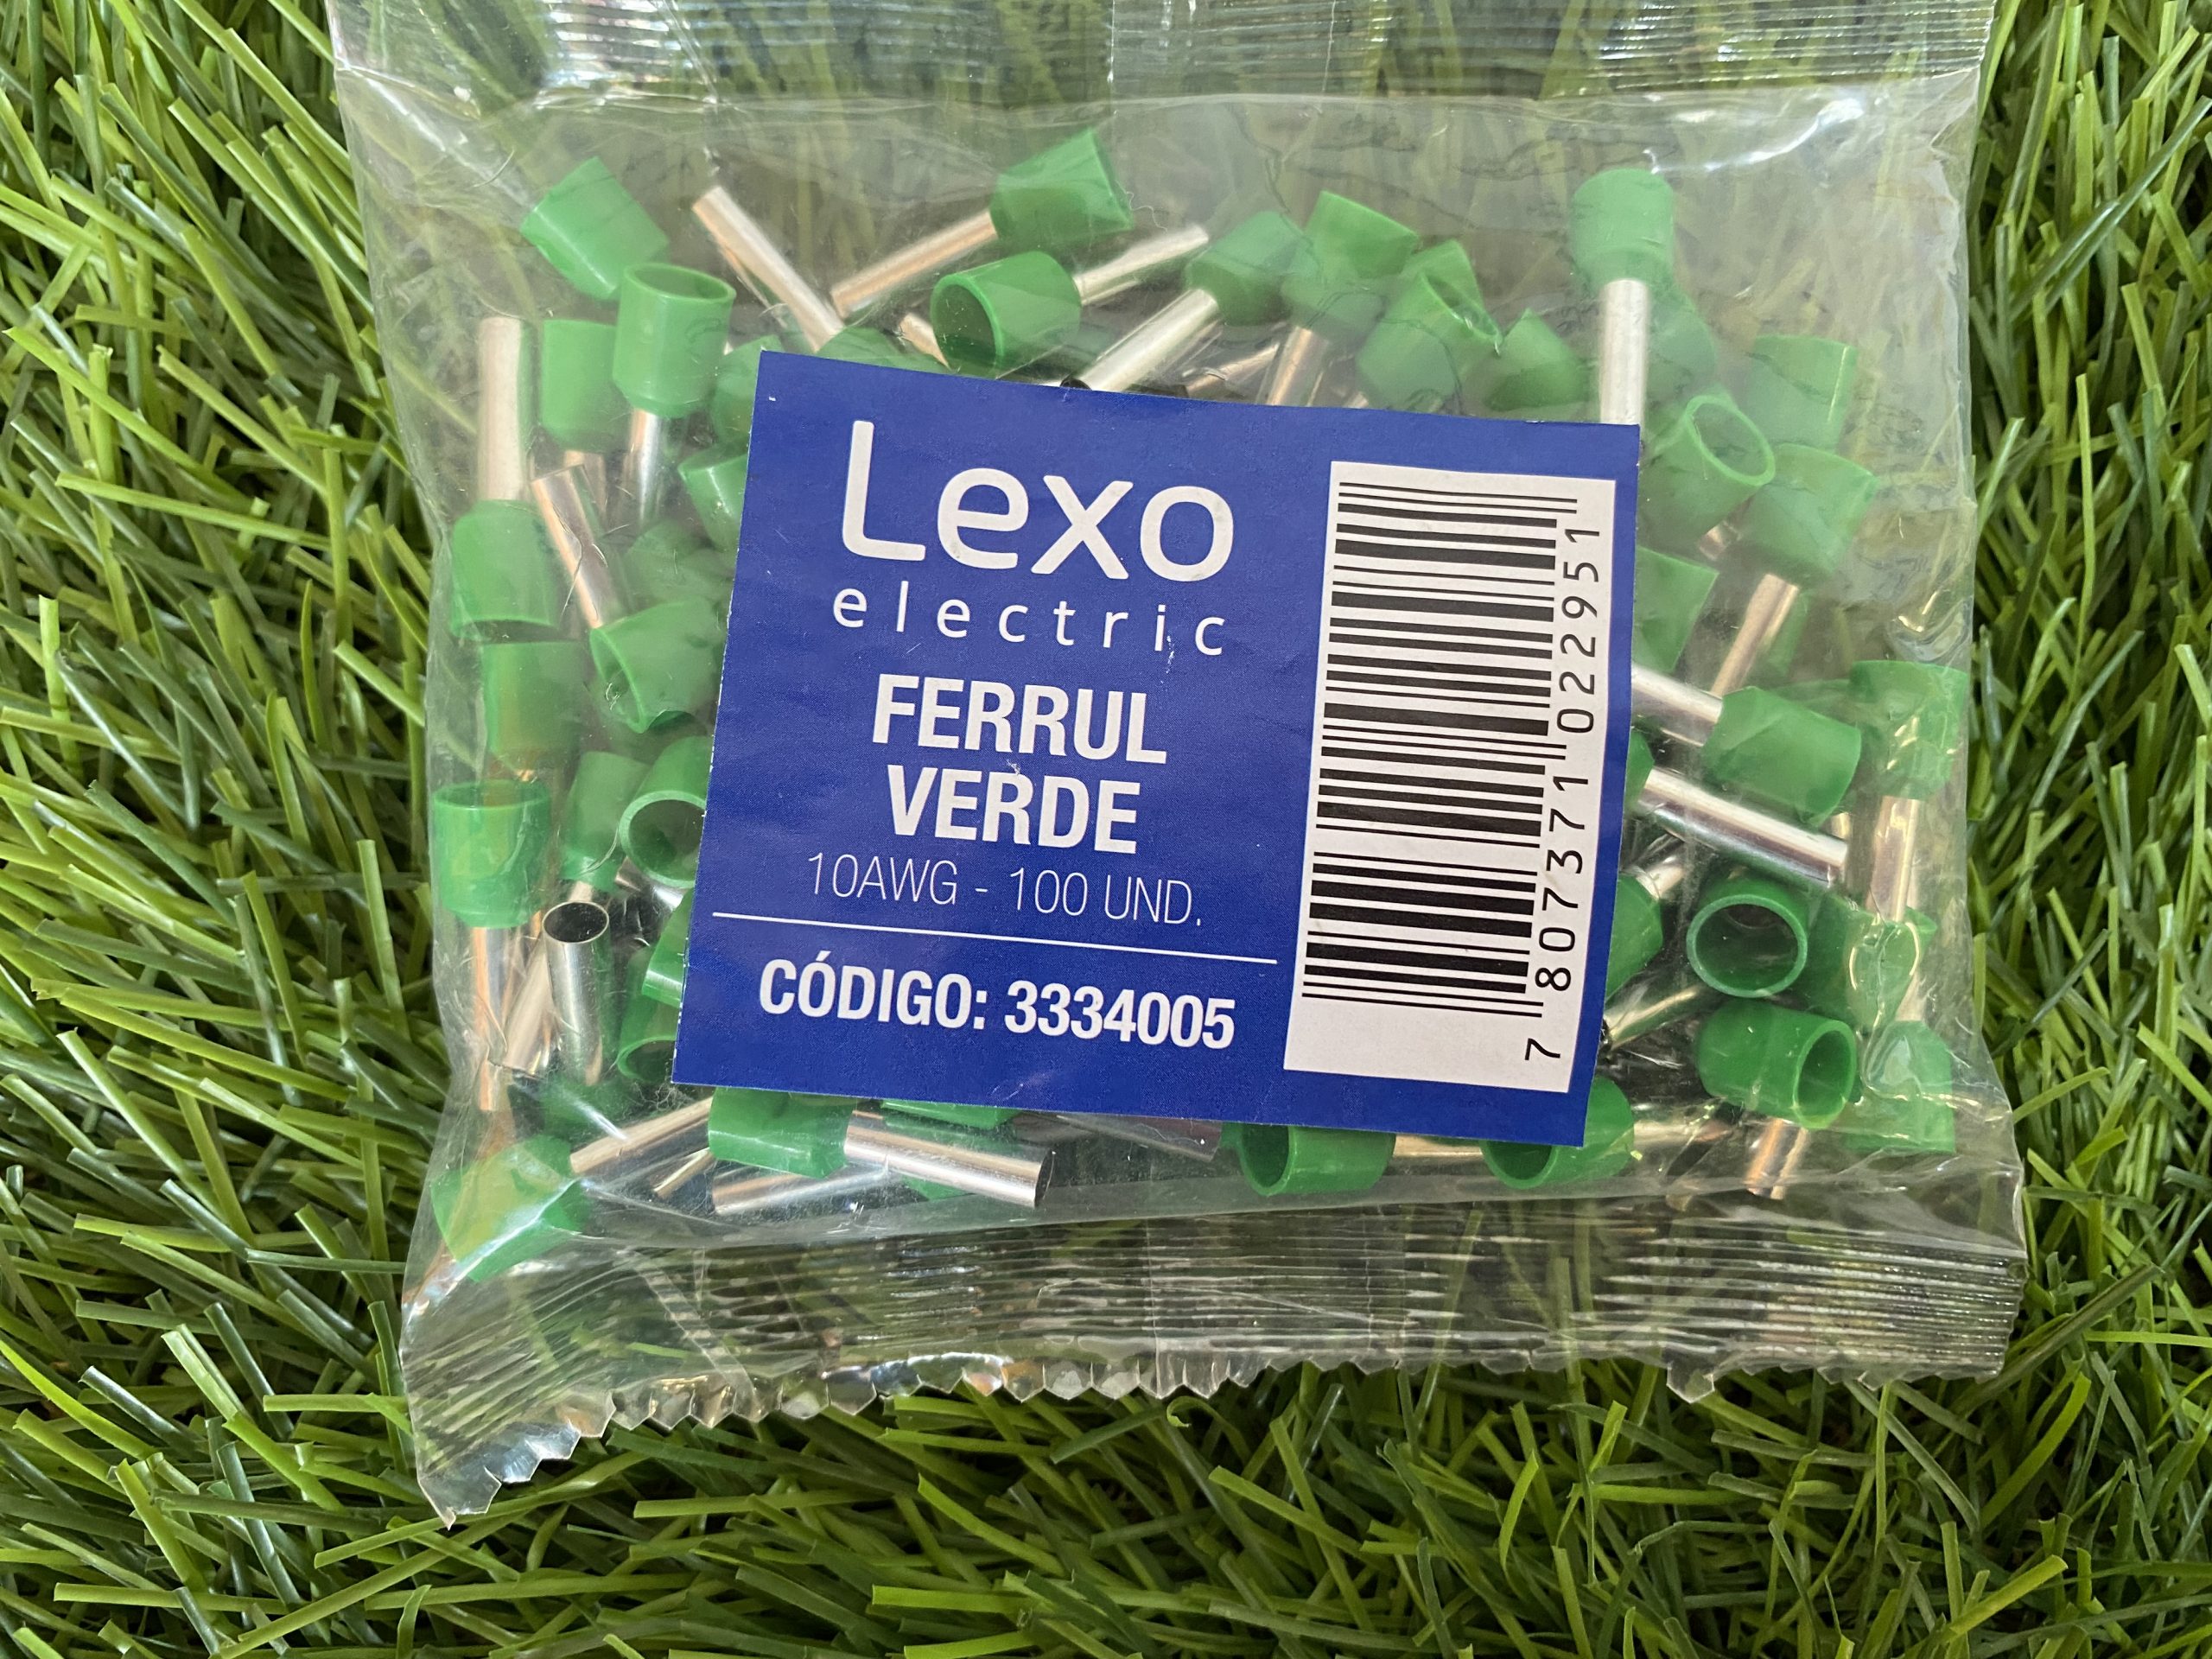 Lexo
electric
FERRUL
VERDE
10AWG - 100 UND.
CÓDIGO: 3334005
7 807371 022951